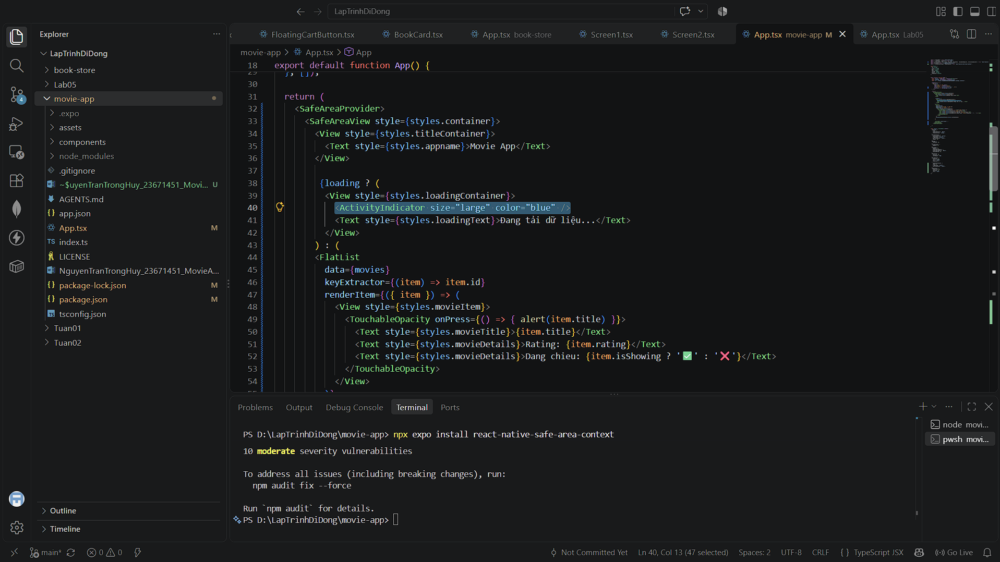 LapTrinhDiDong
Explorer
LapTrinhDiDong
book-store
Lab05
movie-app
.expo
assets
components
node_modules
.gitignore
~$uyenTranTrongHuy_23671451_Movi... U
AGENTS.md
app.json
App.tsx M
index.ts
LICENSE
NguyenTranTrongHuy_23671451_MovieA...
package-lock.json M
package.json M
tsconfig.json
Tuan01
Tuan02
Outline
Timeline
4
FloatingCartButton.tsx BookCard.tsx App.tsx book-store Screen1.tsx Screen2.tsx App.tsx movie-app M App.tsx Lab05
movie-app > App.tsx > App
18 export default function App() {
29 }, []);
30
31 return (
32 <SafeAreaProvider>
33 <SafeAreaView style={styles.container}>
34 <View style={styles.titleContainer}>
35 <Text style={styles.appname}>Movie App</Text>
36 </View>
37
38 {loading ? (
39 <View style={styles.loadingContainer}>
40 <ActivityIndicator size="large" color="blue" />
41 <Text style={styles.loadingText}>Đang tải dữ liệu...</Text>
42 </View>
43 ) : (
44 <FlatList
45 data={movies}
46 keyExtractor={(item) => item.id}
47 renderItem={({ item }) => (
48 <View style={styles.movieItem}>
49 <TouchableOpacity onPress={() => { alert(item.title) }}>
50 <Text style={styles.movieTitle}>{item.title}</Text>
51 <Text style={styles.movieDetails}>Rating: {item.rating}</Text>
52 <Text style={styles.movieDetails}>Dang chieu: {item.isShowing ? '✅' : '❌'}</Text>
53 </TouchableOpacity>
54 </View>
55 )}
Problems Output Debug Console Terminal Ports
PS D:\LapTrinhDiDong\movie-app> npx expo install react-native-safe-area-context
10 moderate severity vulnerabilities
To address all issues (including breaking changes), run:
npm audit fix --force
Run `npm audit` for details.
PS D:\LapTrinhDiDong\movie-app>
node movi...
pwsh movi...
main* 0 0 Not Committed Yet Ln 40, Col 13 (47 selected) Spaces: 2 UTF-8 CRLF { } TypeScript JSX Go Live